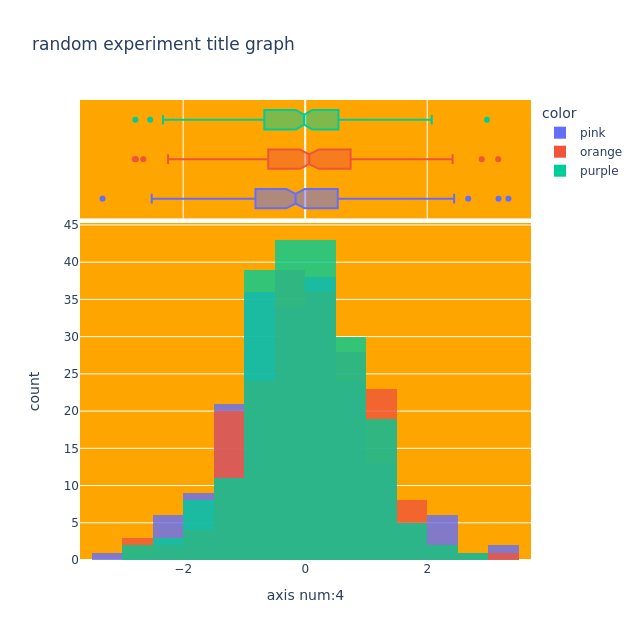 random experiment title graph
color
pink
orange
purple
45
40
35
30
25
20
15
10
5
0
count
−2
0
2
axis num:4